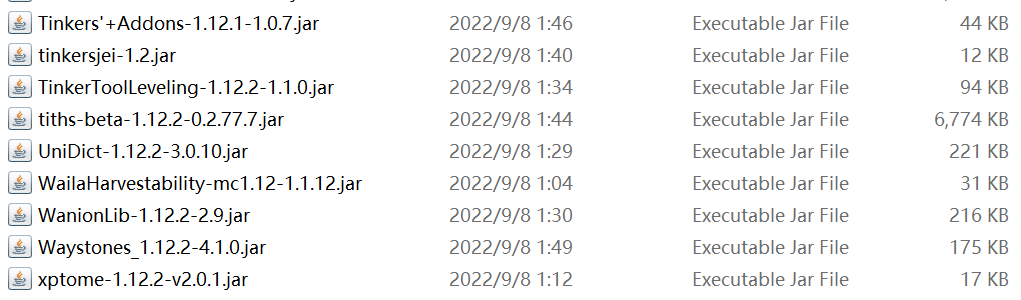 Tinkers'+Addons-1.12.1-1.0.7.jar 2022/9/8 1:46 Executable Jar File 44 KB
tinkersjei-1.2.jar 2022/9/8 1:40 Executable Jar File 12 KB
TinkerToolLeveling-1.12.2-1.1.0.jar 2022/9/8 1:34 Executable Jar File 94 KB
tiths-beta-1.12.2-0.2.77.7.jar 2022/9/8 1:44 Executable Jar File 6,774 KB
UniDict-1.12.2-3.0.10.jar 2022/9/8 1:29 Executable Jar File 221 KB
WailaHarvestability-mc1.12-1.1.12.jar 2022/9/8 1:04 Executable Jar File 31 KB
WanionLib-1.12.2-2.9.jar 2022/9/8 1:30 Executable Jar File 216 KB
Waystones_1.12.2-4.1.0.jar 2022/9/8 1:49 Executable Jar File 175 KB
xptome-1.12.2-v2.0.1.jar 2022/9/8 1:12 Executable Jar File 17 KB